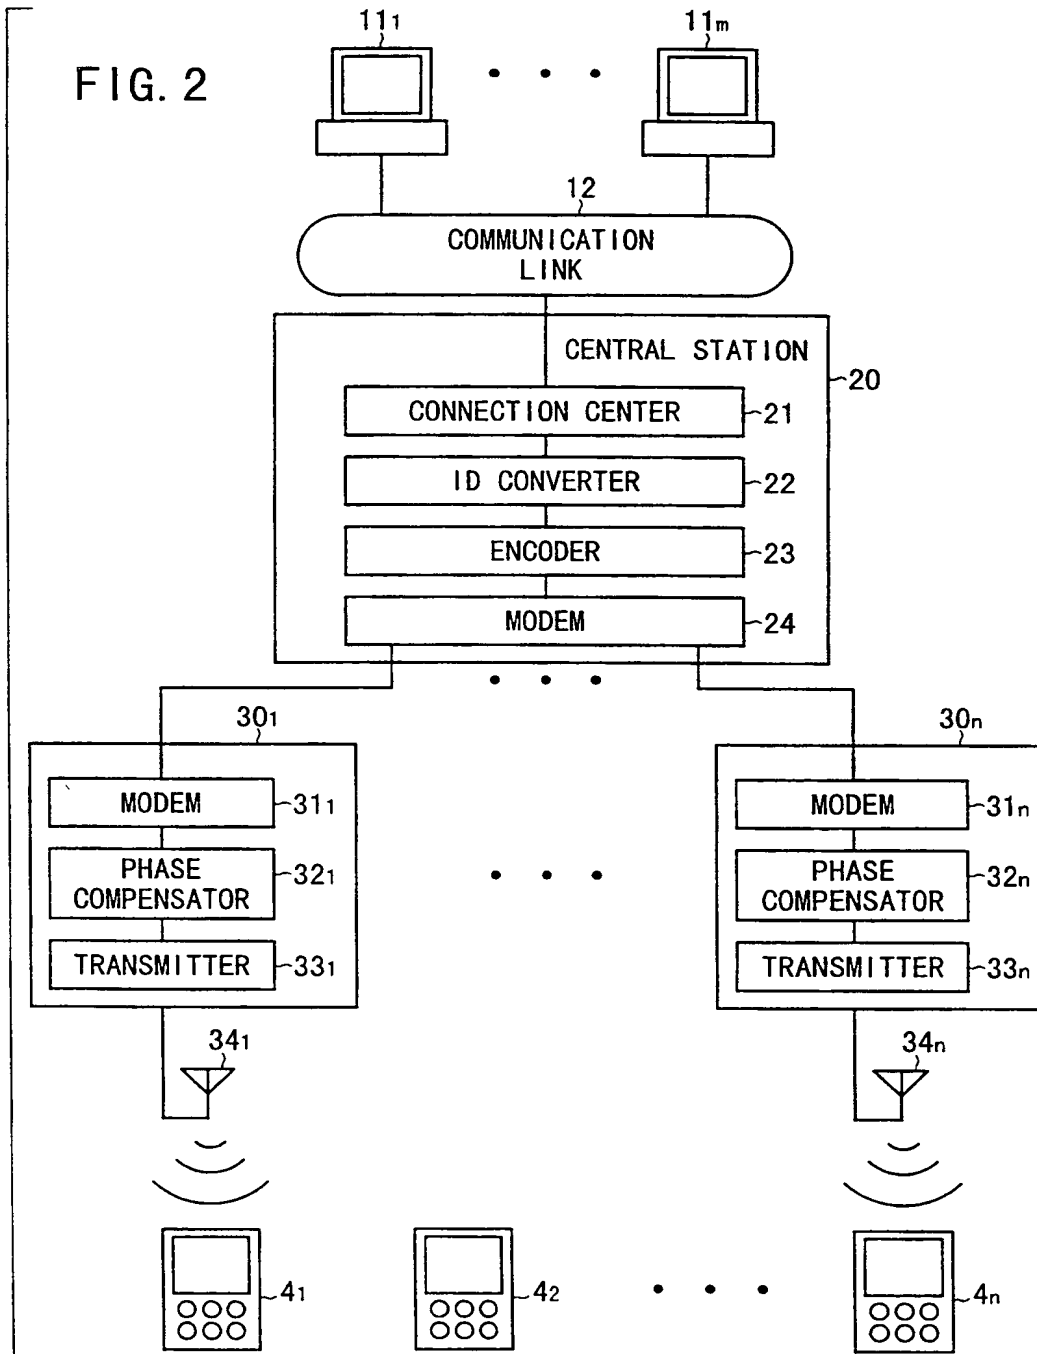 FIG. 2
111 11m
12
COMMUNICATION
LINK
CENTRAL STATION
20
CONNECTION CENTER 21
ID CONVERTER 22
ENCODER 23
MODEM 24
301 30n
MODEM 311 MODEM 31n
PHASE
COMPENSATOR 321 PHASE
COMPENSATOR 32n
TRANSMITTER 331 TRANSMITTER 33n
341 34n
41 42 4n